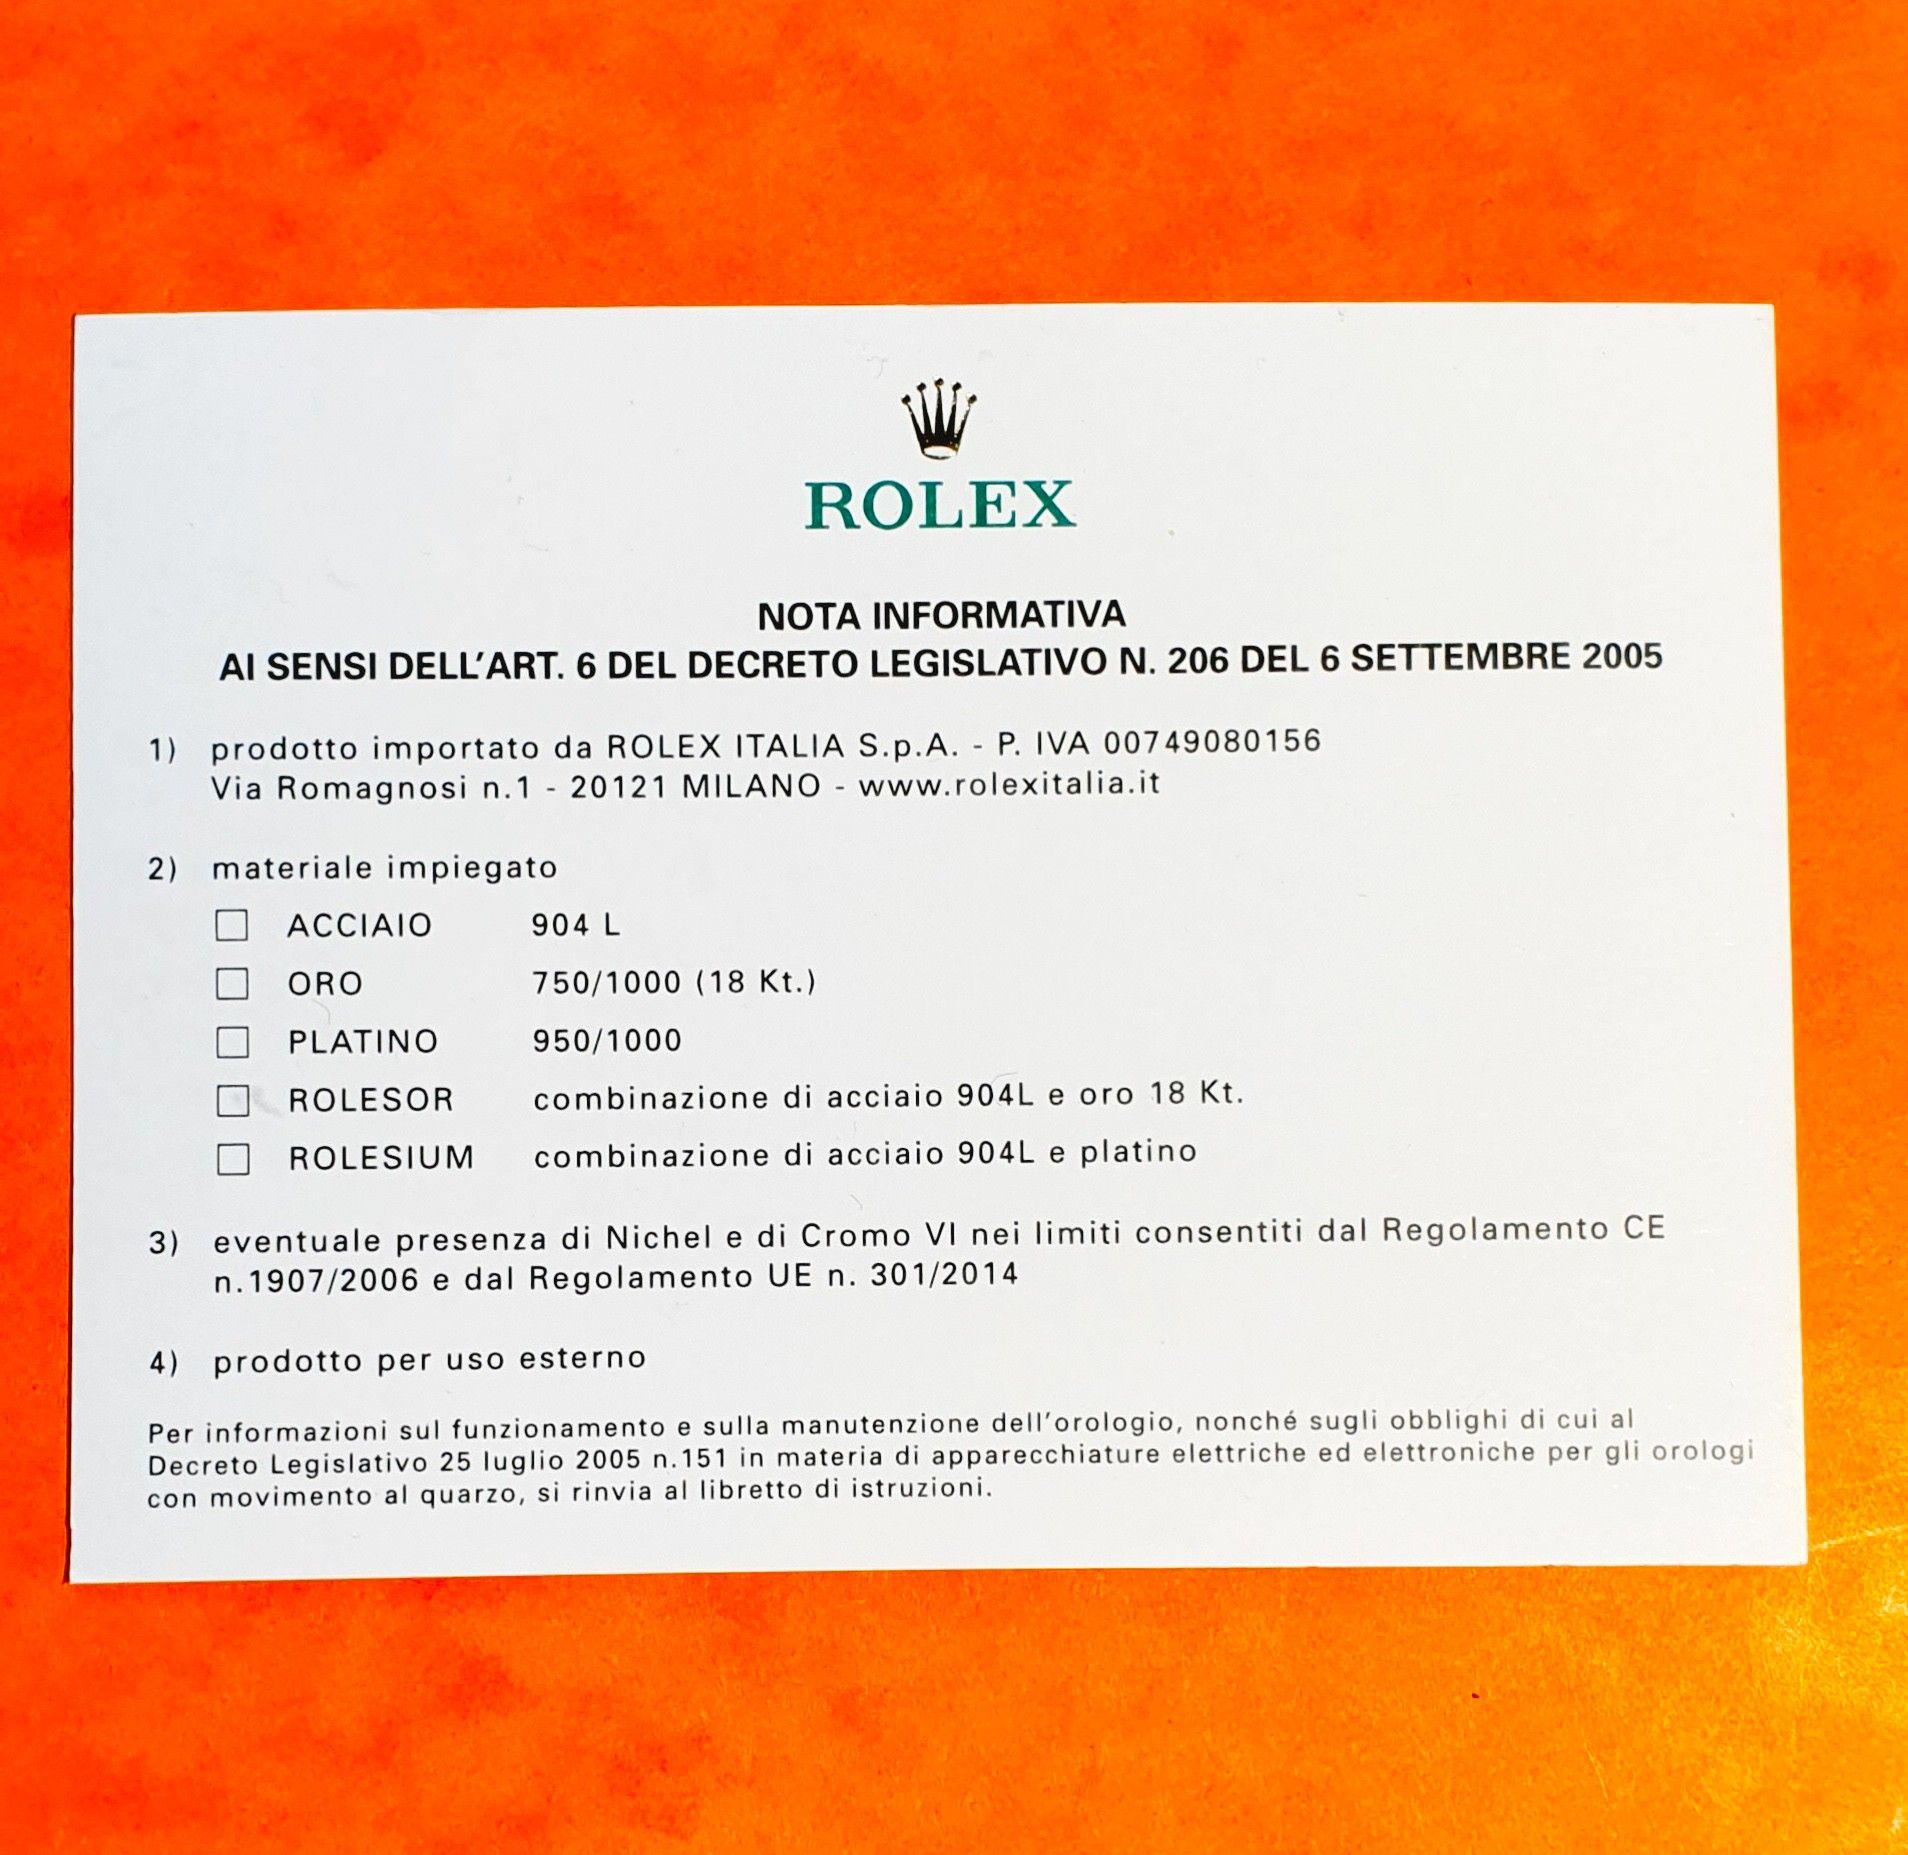 ROLEX
NOTA INFORMATIVA
AI SENSI DELL'ART. 6 DEL DECRETO LEGISLATIVO N. 206 DEL 6 SETTEMBRE 2005
1) prodotto importato da ROLEX ITALIA S.p.A. - P. IVA 00749080156
Via Romagnosi n.1 - 20121 MILANO - www.rolexitalia.it
2) materiale impiegato
ACCIAIO 904 L
ORO 750/1000 (18 Kt.)
PLATINO 950/1000
ROLESOR combinazione di acciaio 904L e oro 18 Kt.
ROLESIUM combinazione di acciaio 904L e platino
3) eventuale presenza di Nichel e di Cromo VI nei limiti consentiti dal Regolamento CE
n.1907/2006 e dal Regolamento UE n. 301/2014
4) prodotto per uso esterno
Per informazioni sul funzionamento e sulla manutenzione dell'orologio, nonché sugli obblighi di cui al
Decreto Legislativo 25 luglio 2005 n.151 in materia di apparecchiature elettriche ed elettroniche per gli orologi
con movimento al quarzo, si rinvia al libretto di istruzioni.